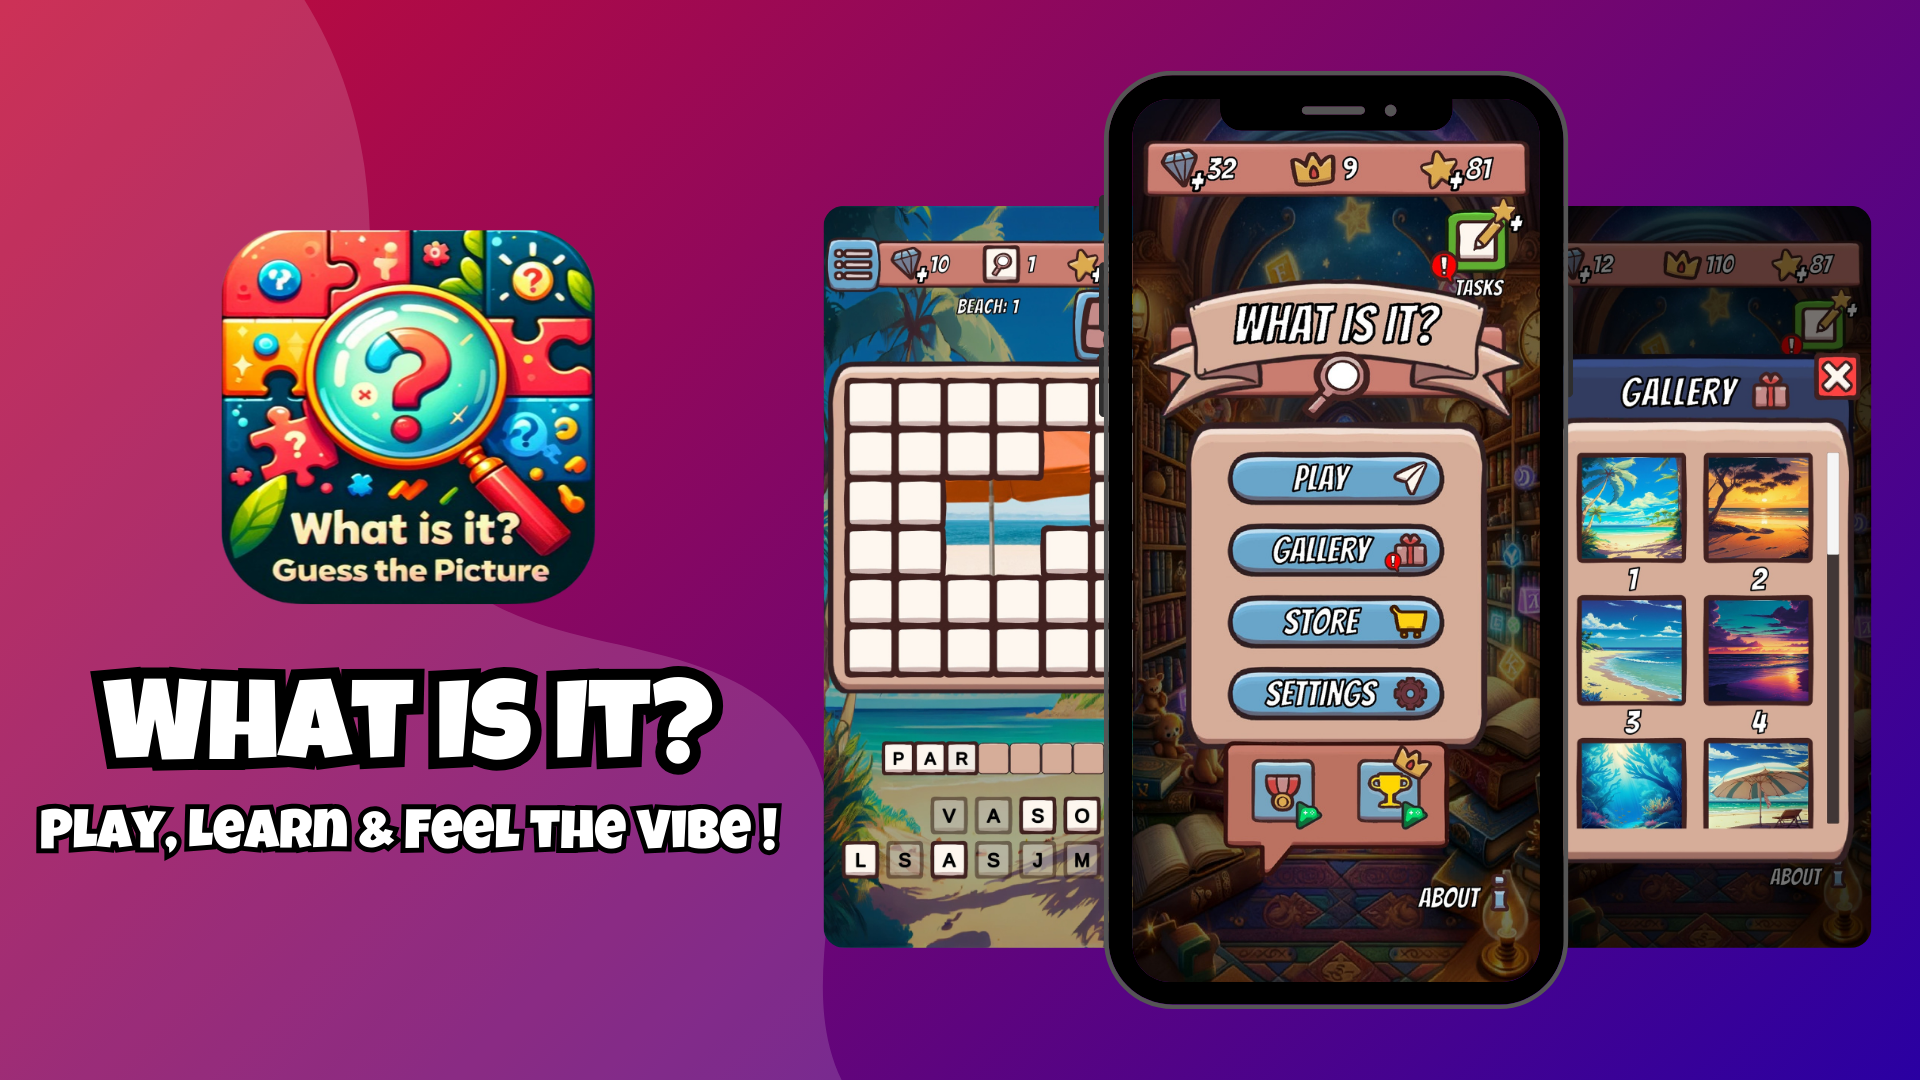 What is it?
Guess the Picture
WHAT IS IT?
PLAY, LEARN & FEEL THE VIBE !
10
1
BEACH: 1
P A R
V A S O
L S A S J M
32
9
81
TASKS
WHAT IS IT?
PLAY
GALLERY
STORE
SETTINGS
ABOUT
12
110
87
GALLERY
1
2
3
4
ABOUT